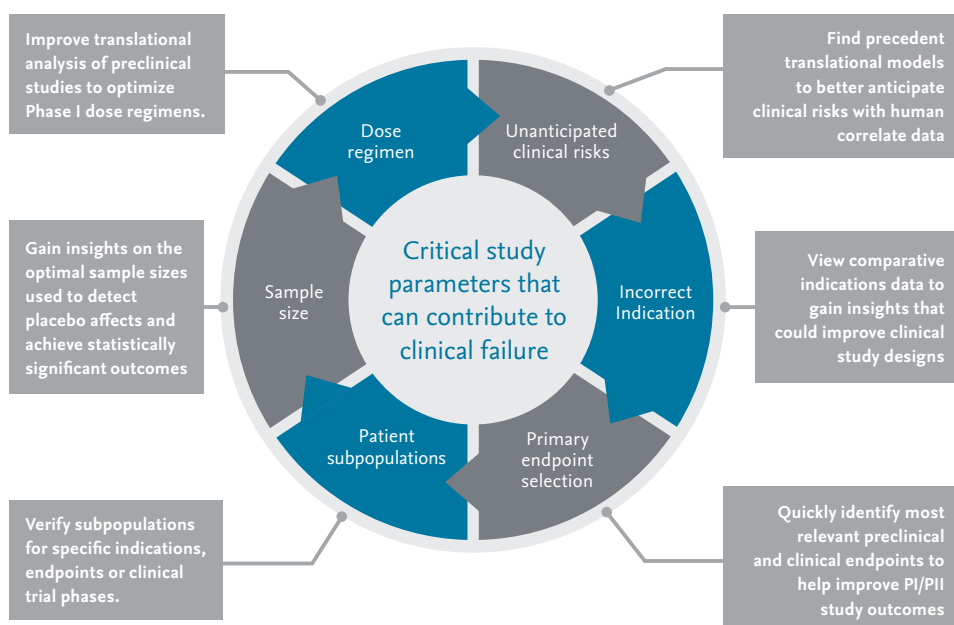 Improve translational
analysis of preclinical
studies to optimize
Phase I dose regimens.
Find precedent
translational models
to better anticipate
clinical risks with human
correlate data
Dose
regimen
Unanticipated
clinical risks
Gain insights on the
optimal sample sizes
used to detect
placebo affects and
achieve statistically
significant outcomes
Sample
size
Critical study
parameters that
can contribute to
clinical failure
Incorrect
Indication
View comparative
indications data to
gain insights that
could improve clinical
study designs
Patient
subpopulations
Primary
endpoint
selection
Verify subpopulations
for specific indications,
endpoints or clinical
trial phases.
Quickly identify most
relevant preclinical
and clinical endpoints to
help improve PI/PII
study outcomes